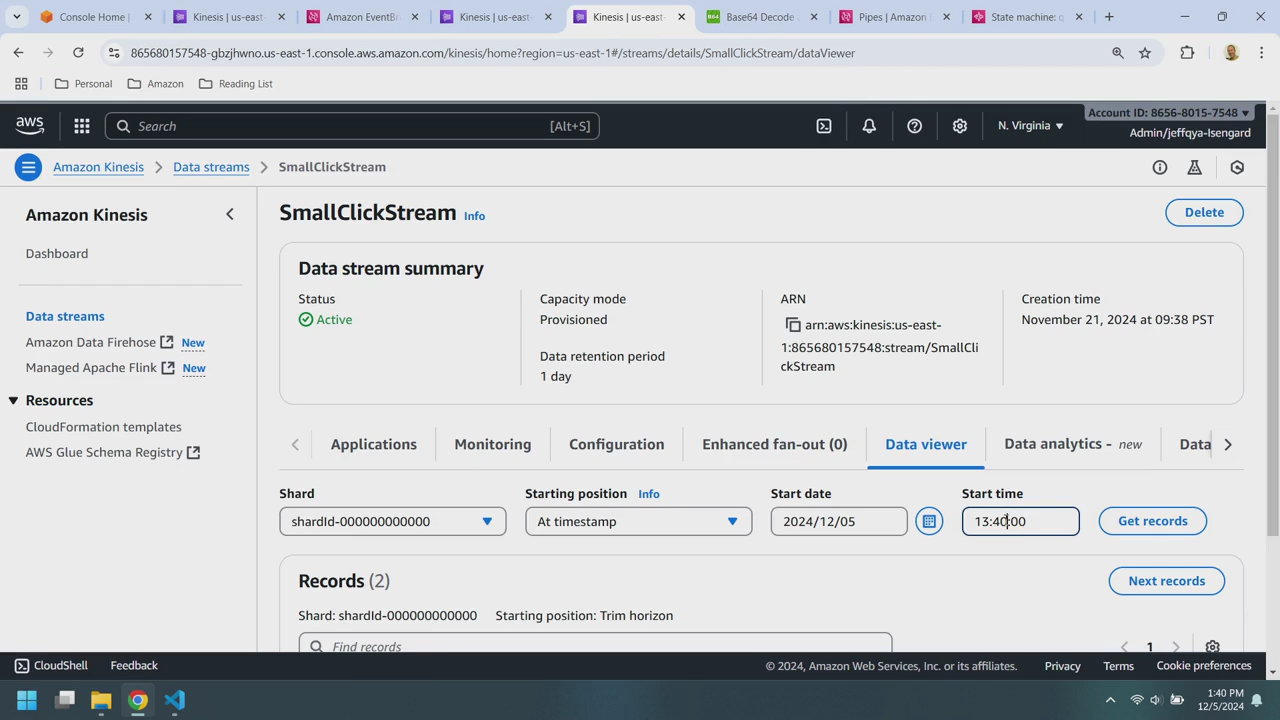 Console Home |
Kinesis | us-eas
Amazon EventBr
Kinesis | us-eas
Kinesis | us-eas
B64 Base64 Decode
Pipes | Amazon
State machine: q
865680157548-gbzjhwno.us-east-1.console.aws.amazon.com/kinesis/home?region=us-east-1#/streams/details/SmallClickStream/dataViewer
Personal Amazon Reading List
aws Search [Alt+S] N. Virginia Account ID: 8656-8015-7548
Admin/jeffqya-Isengard
Amazon Kinesis Data streams SmallClickStream
Amazon Kinesis
Dashboard
Data streams
Amazon Data Firehose New
Managed Apache Flink New
Resources
CloudFormation templates
AWS Glue Schema Registry
SmallClickStream Info Delete
Data stream summary
Status
Active
Capacity mode
Provisioned
Data retention period
1 day
ARN
arn:aws:kinesis:us-east-
1:865680157548:stream/SmallCli
ckStream
Creation time
November 21, 2024 at 09:38 PST
Applications Monitoring Configuration Enhanced fan-out (0) Data viewer Data analytics - new Data
Shard Starting position Info Start date Start time
shardId-000000000000 At timestamp 2024/12/05 13:40:00 Get records
Records (2) Next records
Shard: shardId-000000000000 Starting position: Trim horizon
Find records 1
CloudShell Feedback © 2024, Amazon Web Services, Inc. or its affiliates. Privacy Terms Cookie preferences
1:40 PM
12/5/2024